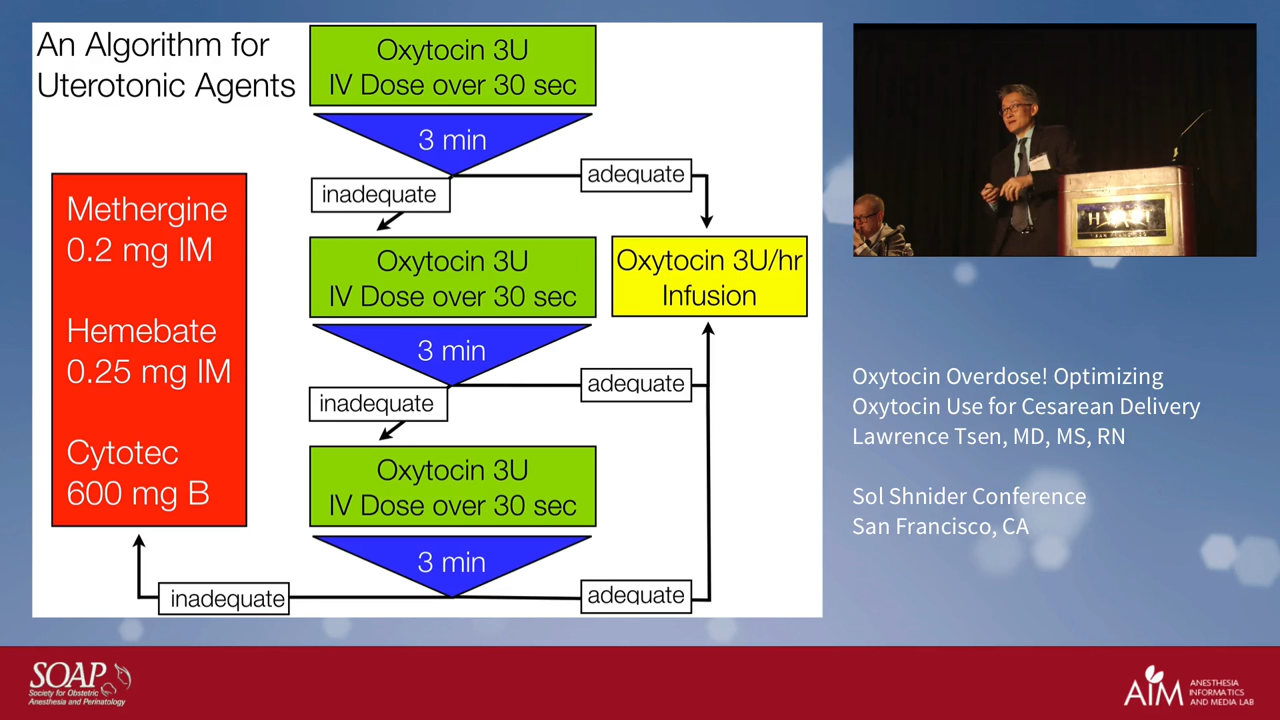 An Algorithm for
Uterotonic Agents
Oxytocin 3U
IV Dose over 30 sec
3 min
inadequate
adequate
Methergine
0.2 mg IM
Hemebate
0.25 mg IM
Cytotec
600 mg B
Oxytocin 3U
IV Dose over 30 sec
Oxytocin 3U/hr
Infusion
3 min
inadequate
adequate
Oxytocin 3U
IV Dose over 30 sec
3 min
inadequate
adequate
Oxytocin Overdose! Optimizing
Oxytocin Use for Cesarean Delivery
Lawrence Tsen, MD, MS, RN
Sol Shnider Conference
San Francisco, CA
SOAP
Society for Obstetric
Anesthesia and Perinatology
AIM
ANESTHESIA
INFORMATICS
AND MEDIA LAB